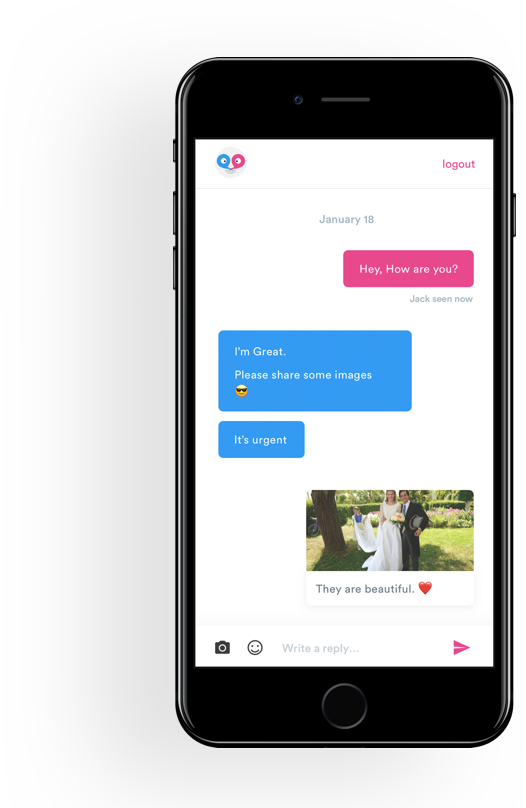 logout
January 18
Hey, How are you?
Jack seen now
I'm Great.
Please share some images
😎
It's urgent
They are beautiful. ❤️
Write a reply...